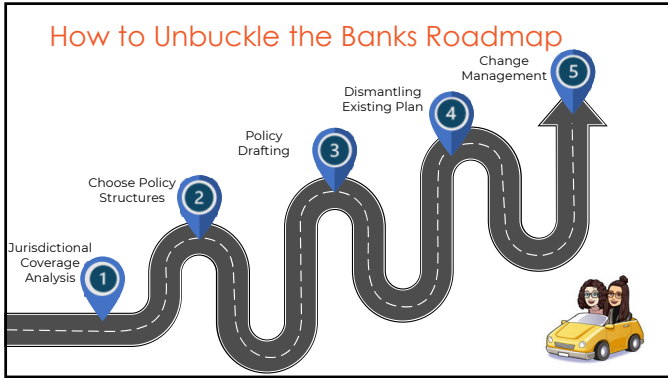 How to Unbuckle the Banks Roadmap
Jurisdictional
Coverage
Analysis
1
Choose Policy
Structures
2
Policy
Drafting
3
Dismantling
Existing Plan
4
Change
Management
5